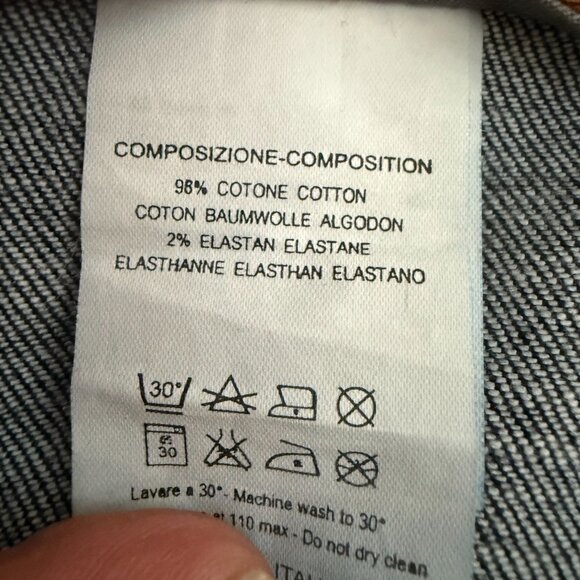 COMPOSIZIONE-COMPOSITION
98% COTONE COTTON
COTON BAUMWOLLE ALGODON
2% ELASTAN ELASTANE
ELASTHANNE ELASTHAN ELASTANO
30°
30
Lavare a 30°- Machine wash to 30°
at 110 max - Do not dry clean